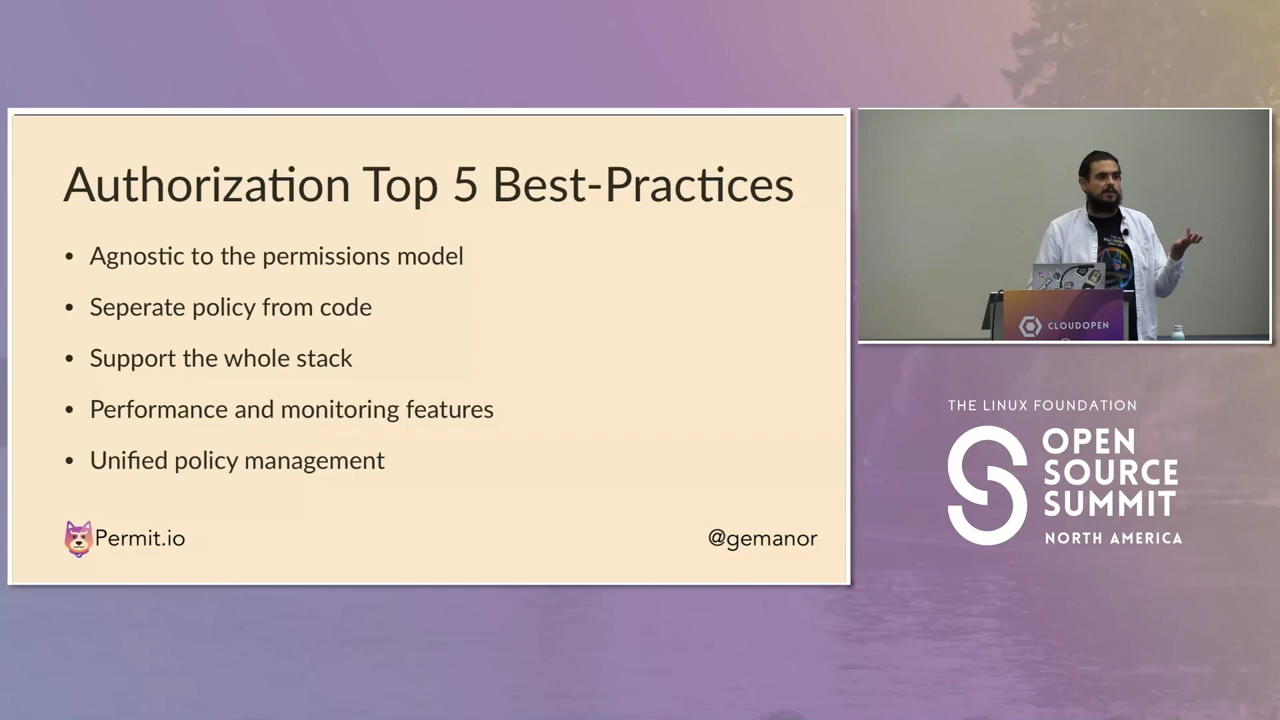 Authorization Top 5 Best-Practices
• Agnostic to the permissions model
• Seperate policy from code
• Support the whole stack
• Performance and monitoring features
• Unified policy management
Permit.io
@gemanor
CLOUDOPEN
THE LINUX FOUNDATION
OPEN
SOURCE
SUMMIT
NORTH AMERICA